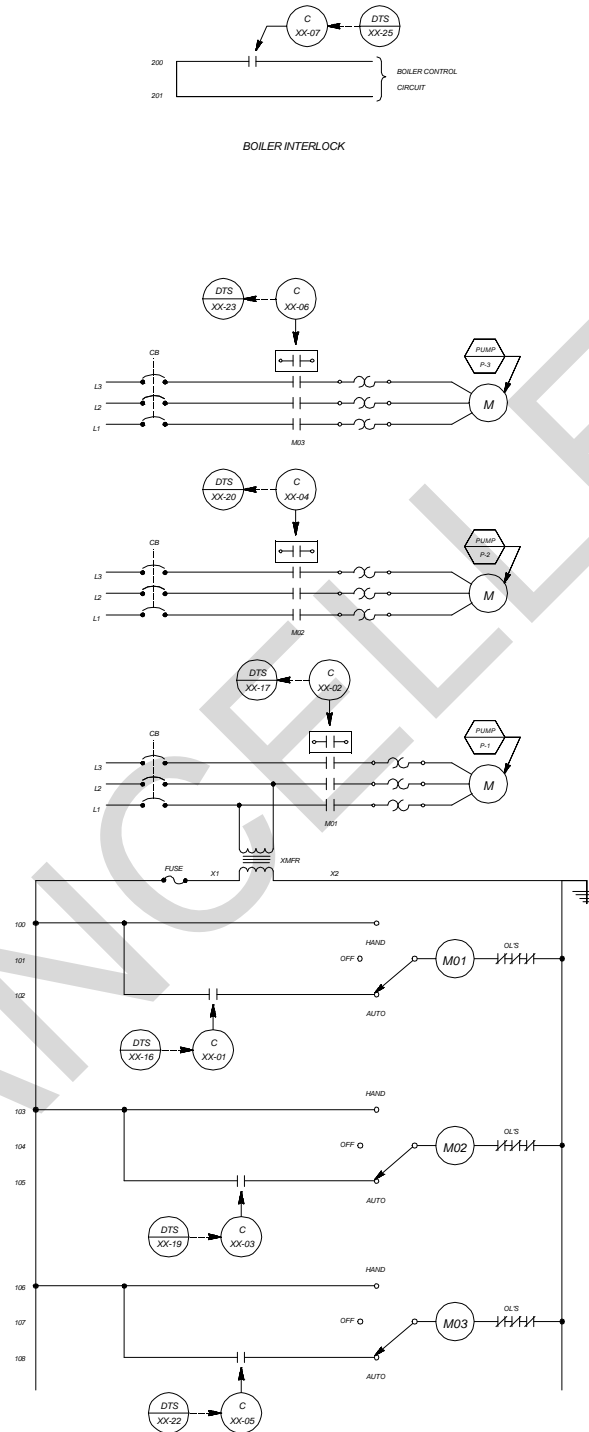 C
XX-07
DTS
XX-25
200
201
BOILER CONTROL
CIRCUIT
BOILER INTERLOCK
DTS
XX-23
C
XX-06
CB
PUMP
P-3
L3
L2
L1
M
M03
DTS
XX-20
C
XX-04
CB
PUMP
P-2
L3
L2
L1
M
M02
DTS
XX-17
C
XX-02
CB
PUMP
P-1
L3
L2
L1
M
M01
XMFR
FUSE
X1
X2
100
HAND
101
OFF
M01
OL'S
102
AUTO
DTS
XX-16
C
XX-01
103
HAND
104
OFF
M02
OL'S
105
AUTO
DTS
XX-19
C
XX-03
106
HAND
107
OFF
M03
OL'S
108
AUTO
DTS
XX-22
C
XX-05